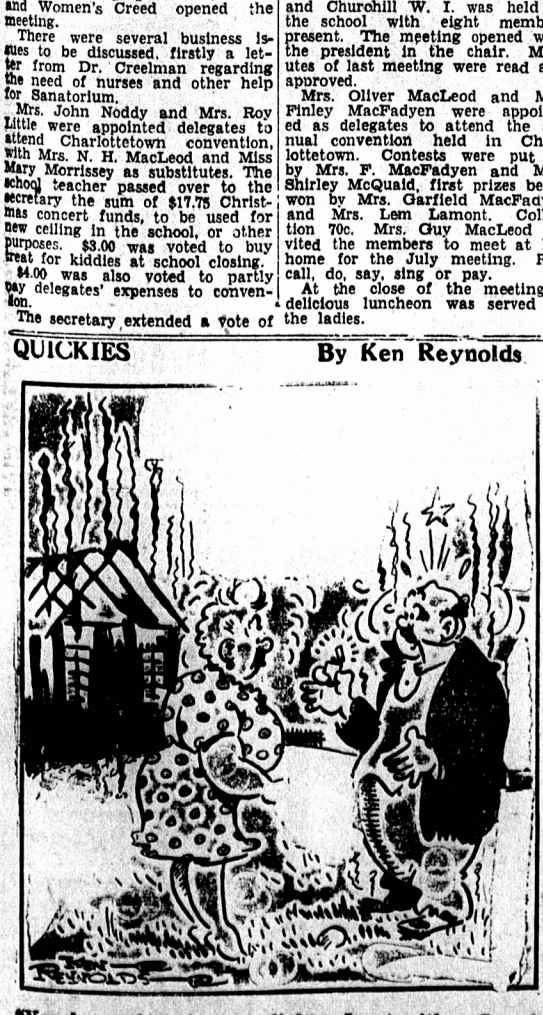 and Women's Creed opened the
meeting.
There were several business is-
sues to be discussed, firstly a let-
ter from Dr. Creelman regarding
the need of nurses and other help
for Sanatorium.
Mrs. John Noddy and Mrs. Roy
Little were appointed delegates to
attend Charlottetown convention,
with Mrs. N. H. MacLeod and Miss
Mary Morrissey as substitutes. The
school teacher passed over to the
secretary the sum of $17.75 Christ-
mas concert funds, to be used for
new ceiling in the school, or other
purposes. $3.00 was voted to buy
treat for kiddies at school closing.
$4.00 was also voted to partly
pay delegates' expenses to conven-
tion.
The secretary extended a vote of
and Churchill W. I. was held
the school with eight memb
present. The meeting opened w
the president in the chair. M
utes of last meeting were read a
approved.
Mrs. Oliver MacLeod and M
Finley MacFadyen were appoi
ed as delegates to attend the
nual convention held in Ch
lottetown. Contests were put
by Mrs. F. MacFadyen and M
Shirley McQuaid, first prizes be
won by Mrs. Garfield MacFady
and Mrs. Lem Lamont. Coll
tion 70c. Mrs. Guy MacLeod
vited the members to meet at
home for the July meeting. R
call, do, say, sing or pay.
At the close of the meeting
delicious luncheon was served
the ladies.
QUICKIES By Ken Reynolds
KEN
REYNOLDS